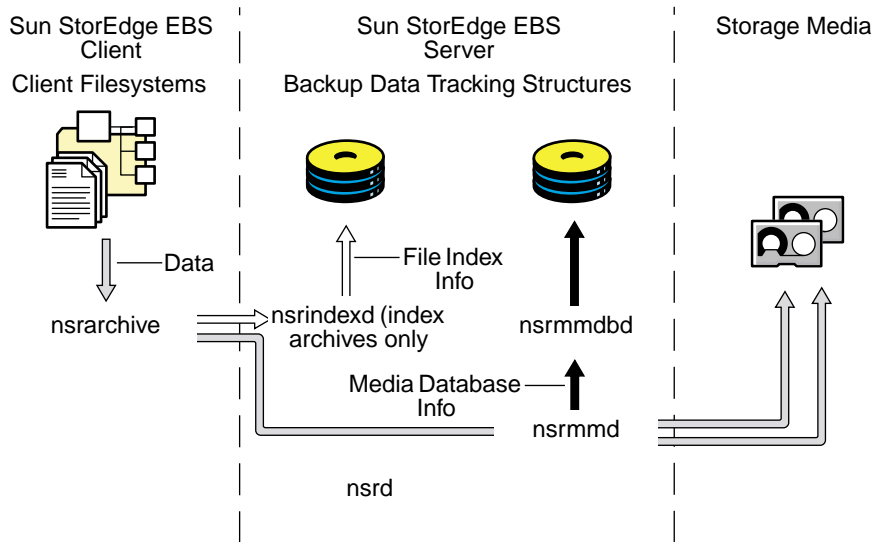 Sun StorEdge EBS
Client
Client Filesystems
Sun StorEdge EBS
Server
Backup Data Tracking Structures
Storage Media
Data
File Index
Info
nsrarchive
nsrindexd (index
archives only
nsrmmdbd
Media Database
Info
nsrmmd
nsrd